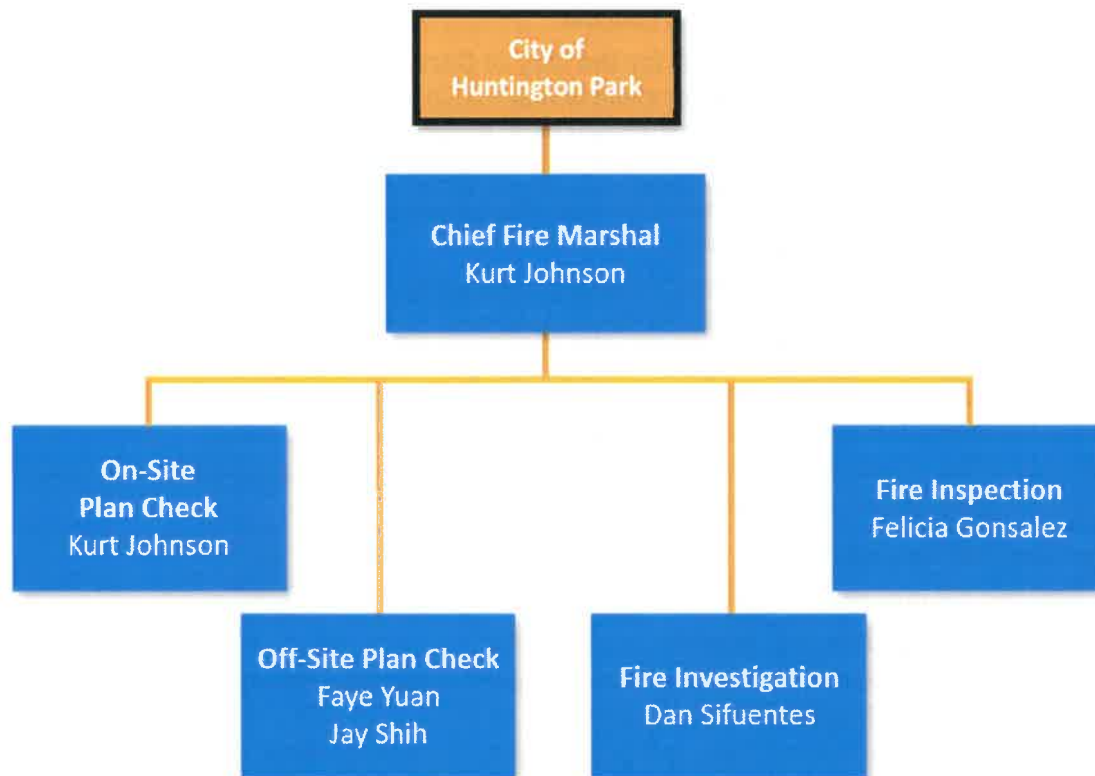 City of
Huntington Park
Chief Fire Marshal
Kurt Johnson
On-Site
Plan Check
Kurt Johnson
Off-Site Plan Check
Faye Yuan
Jay Shih
Fire Investigation
Dan Sifuentes
Fire Inspection
Felicia Gonsalez